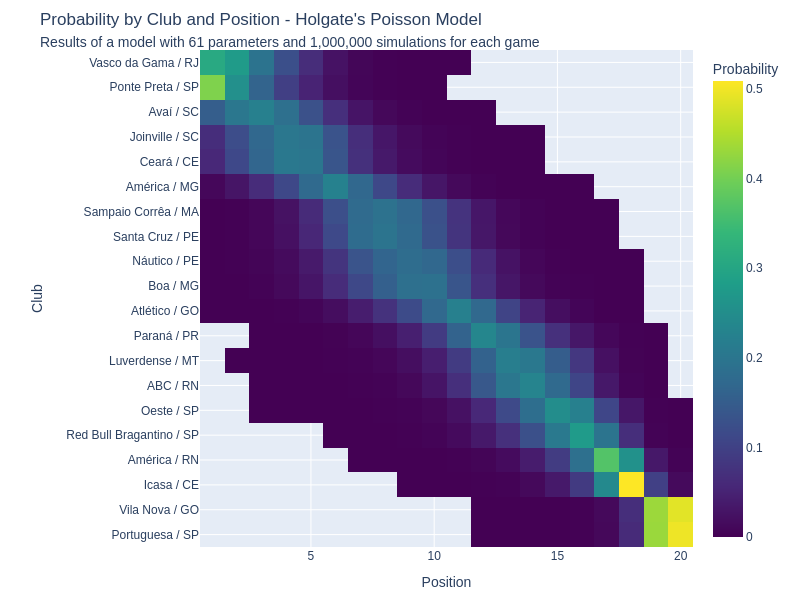 Probability by Club and Position - Holgate's Poisson Model
Results of a model with 61 parameters and 1,000,000 simulations for each game
Probability
Vasco da Gama / RJ
Ponte Preta / SP
Avaí / SC
Joinville / SC
Ceará / CE
América / MG
Sampaio Corrêa / MA
Santa Cruz / PE
Náutico / PE
Boa / MG
Atlético / GO
Paraná / PR
Luverdense / MT
ABC / RN
Oeste / SP
Red Bull Bragantino / SP
América / RN
Icasa / CE
Vila Nova / GO
Portuguesa / SP
Club
5
10
15
20
Position
0.5
0.4
0.3
0.2
0.1
0